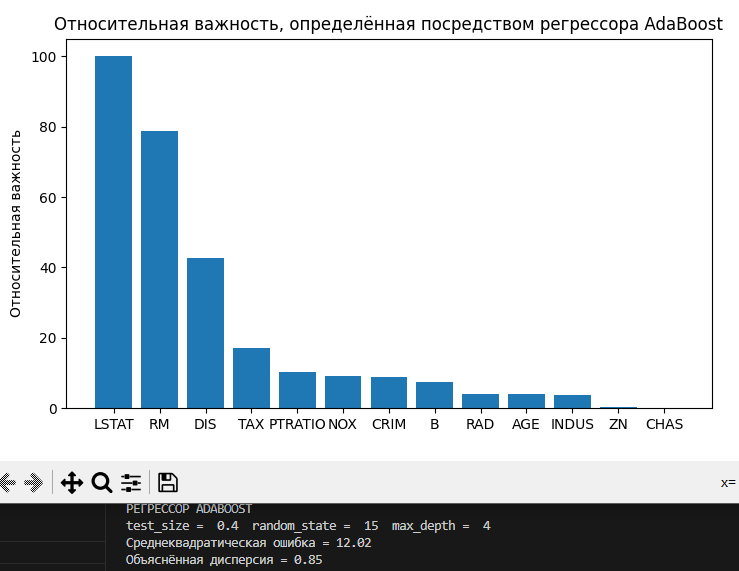 Относительная важность, определённая посредством регрессора AdaBoost
Относительная важность
100
80
60
40
20
0
LSTAT RM DIS TAX PTRATIO NOX CRIM B RAD AGE INDUS ZN CHAS
x=
РЕГРЕССОР ADABOOST
test_size =  0.4  random_state =  15  max_depth =  4
Среднеквадратическая ошибка = 12.02
Объяснённая дисперсия = 0.85